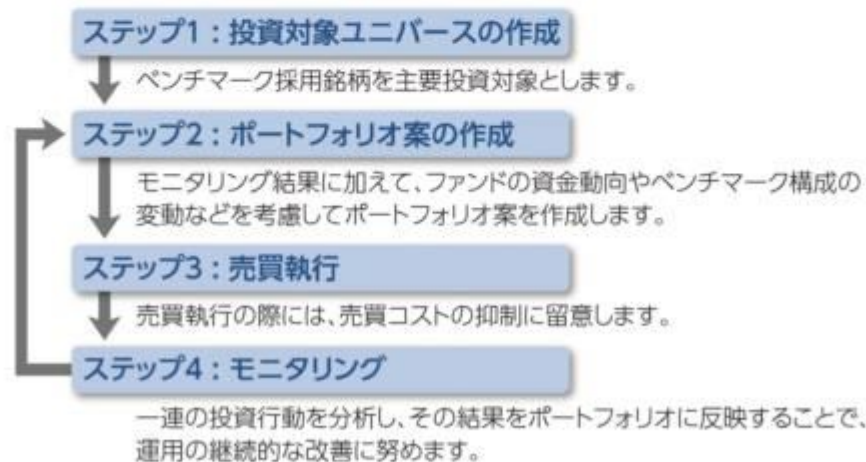 ステップ1：投資対象ユニバースの作成
ベンチマーク採用銘柄を主要投資対象とします。
ステップ2：ポートフォリオ案の作成
モニタリング結果に加えて、ファンドの資金動向やベンチマーク構成の
変動などを考慮してポートフォリオ案を作成します。
ステップ3：売買執行
売買執行の際には、売買コストの抑制に留意します。
ステップ4：モニタリング
一連の投資行動を分析し、その結果をポートフォリオに反映することで、
運用の継続的な改善に努めます。